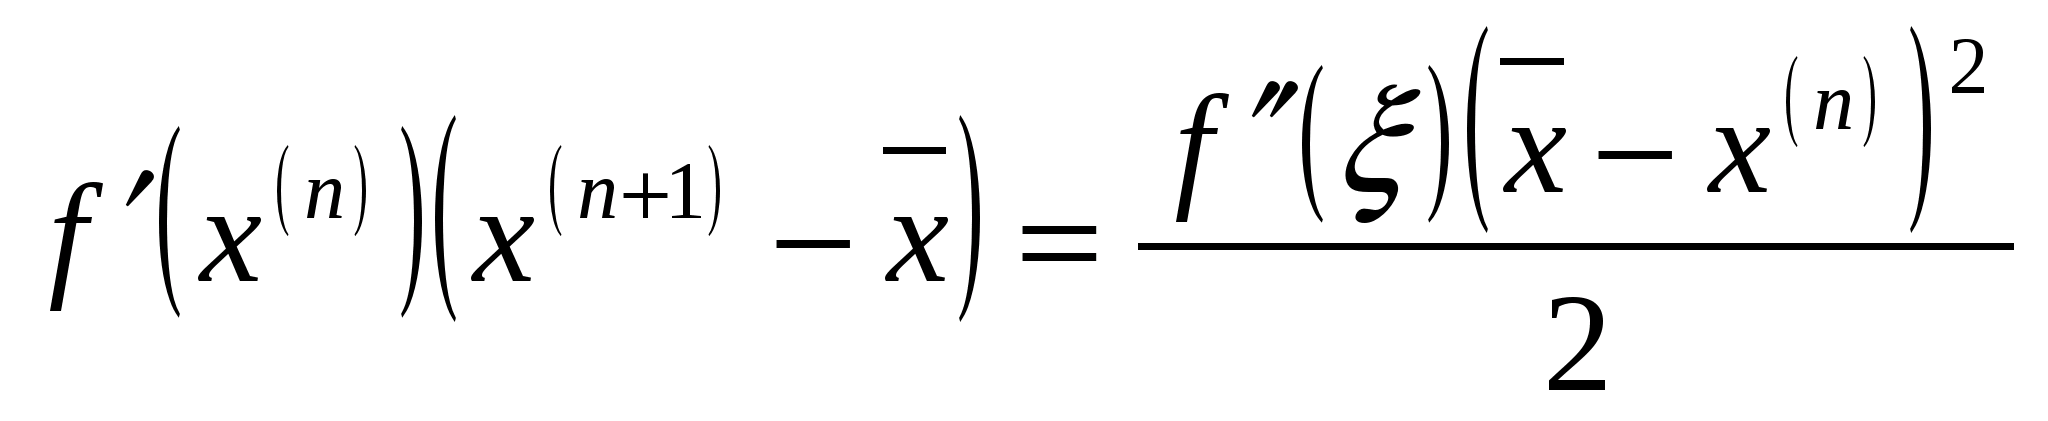 f′(x⁽ⁿ⁾)(x⁽ⁿ⁺¹⁾ − x̅) = f″(ξ)(x̅ − x⁽ⁿ⁾)² / 2